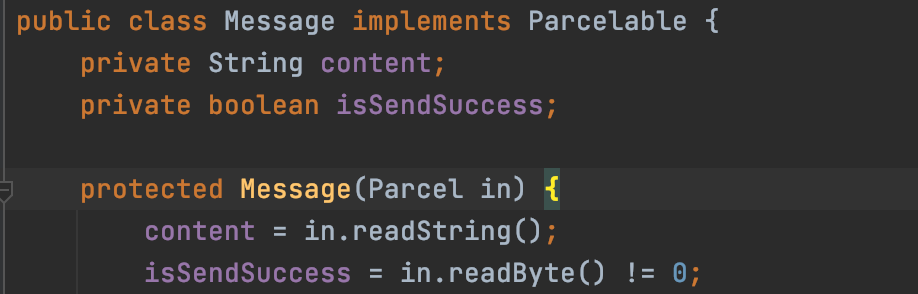 public class Message implements Parcelable {
    private String content;
    private boolean isSendSuccess;
    protected Message(Parcel in) {
        content = in.readString();
        isSendSuccess = in.readByte() != 0;